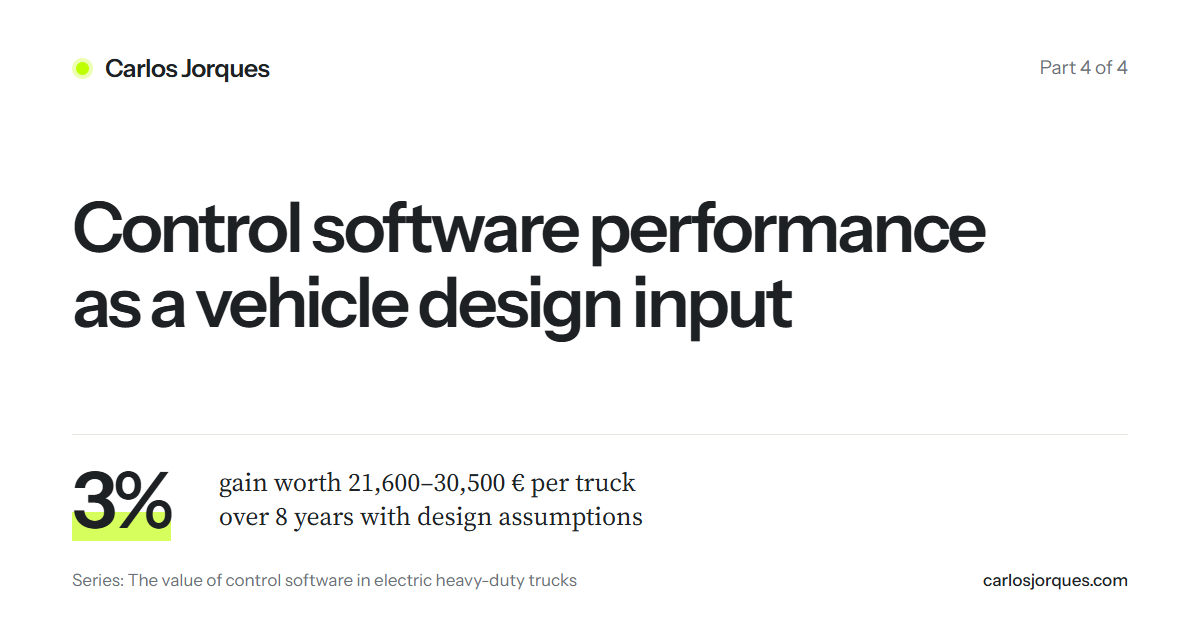 Carlos Jorques
Part 4 of 4
Control software performance
as a vehicle design input
3%
gain worth 21,600–30,500 € per truck
over 8 years with design assumptions
Series: The value of control software in electric heavy-duty trucks
carlosjorques.com